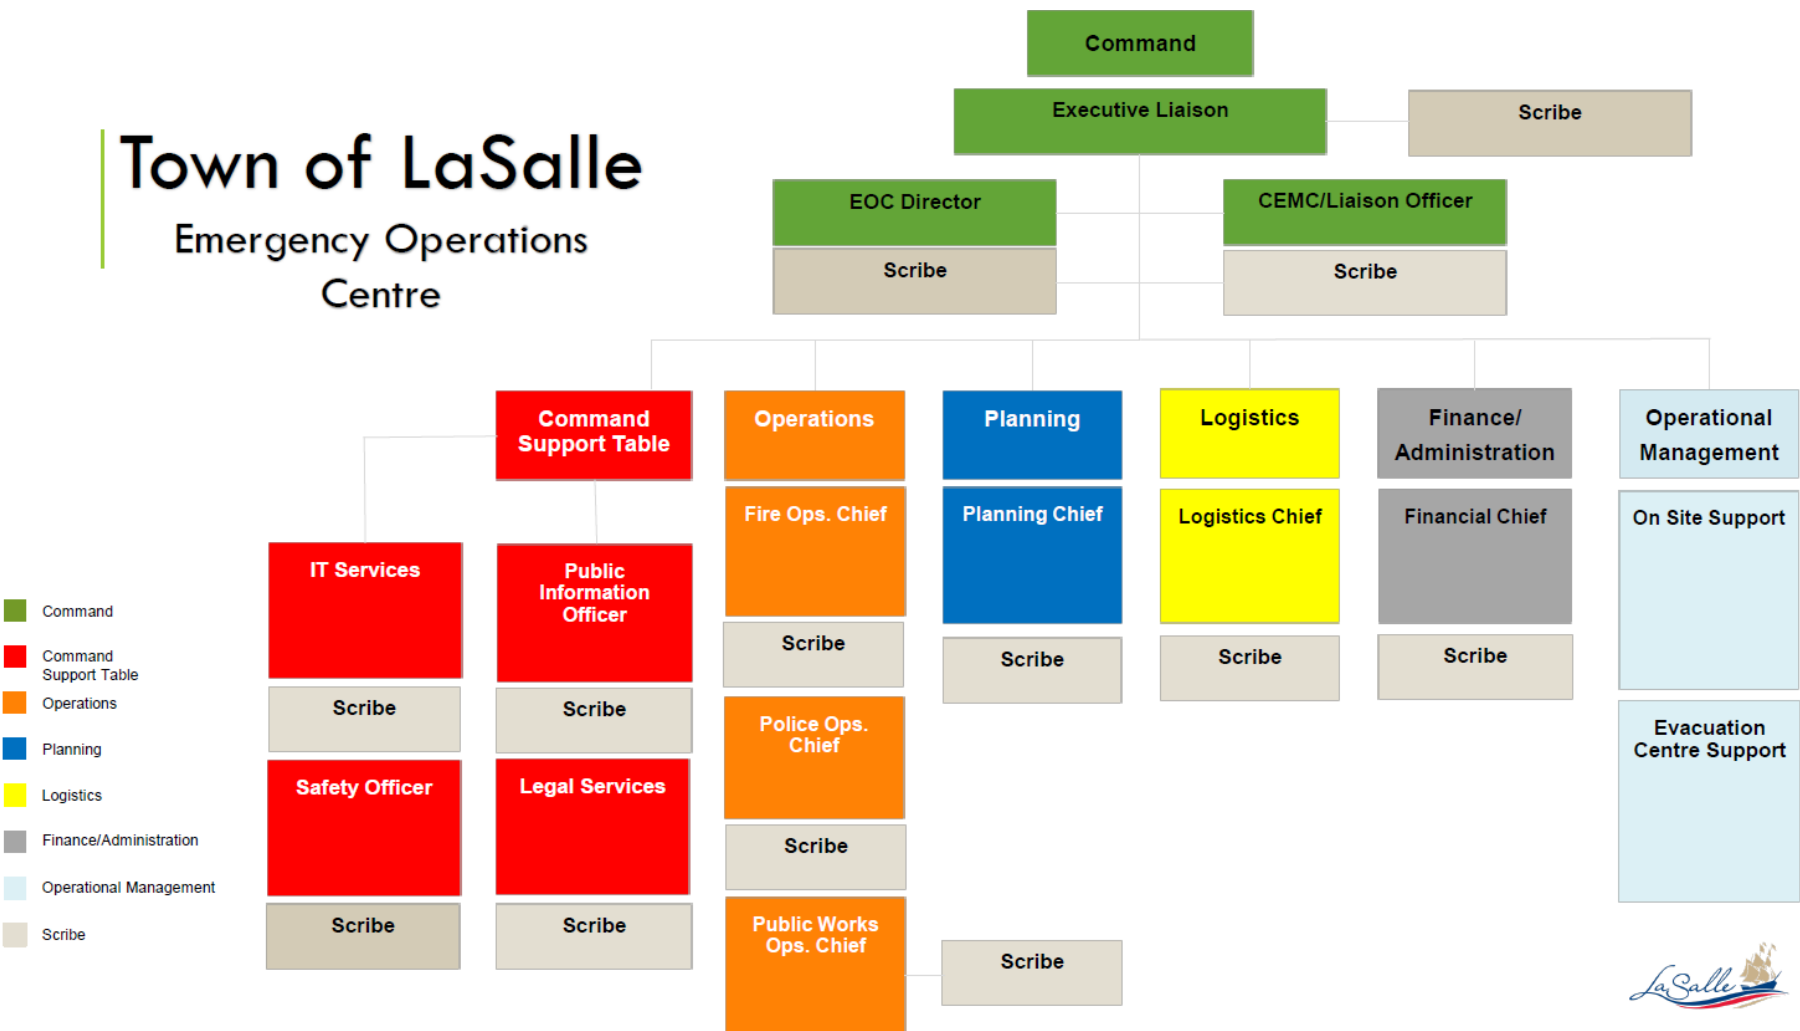 Command
Executive Liaison
Scribe
Town of LaSalle
Emergency Operations
Centre
EOC Director
CEMC/Liaison Officer
Scribe
Scribe
Command
Support Table
Operations
Planning
Logistics
Finance/
Administration
Operational
Management
Fire Ops. Chief
Planning Chief
Logistics Chief
Financial Chief
On Site Support
IT Services
Public
Information
Officer
Scribe
Scribe
Scribe
Scribe
Scribe
Scribe
Police Ops.
Chief
Evacuation
Centre Support
Safety Officer
Legal Services
Scribe
Scribe
Scribe
Public Works
Ops. Chief
Scribe
Command
Command
Support Table
Operations
Planning
Logistics
Finance/Administration
Operational Management
Scribe
LaSalle